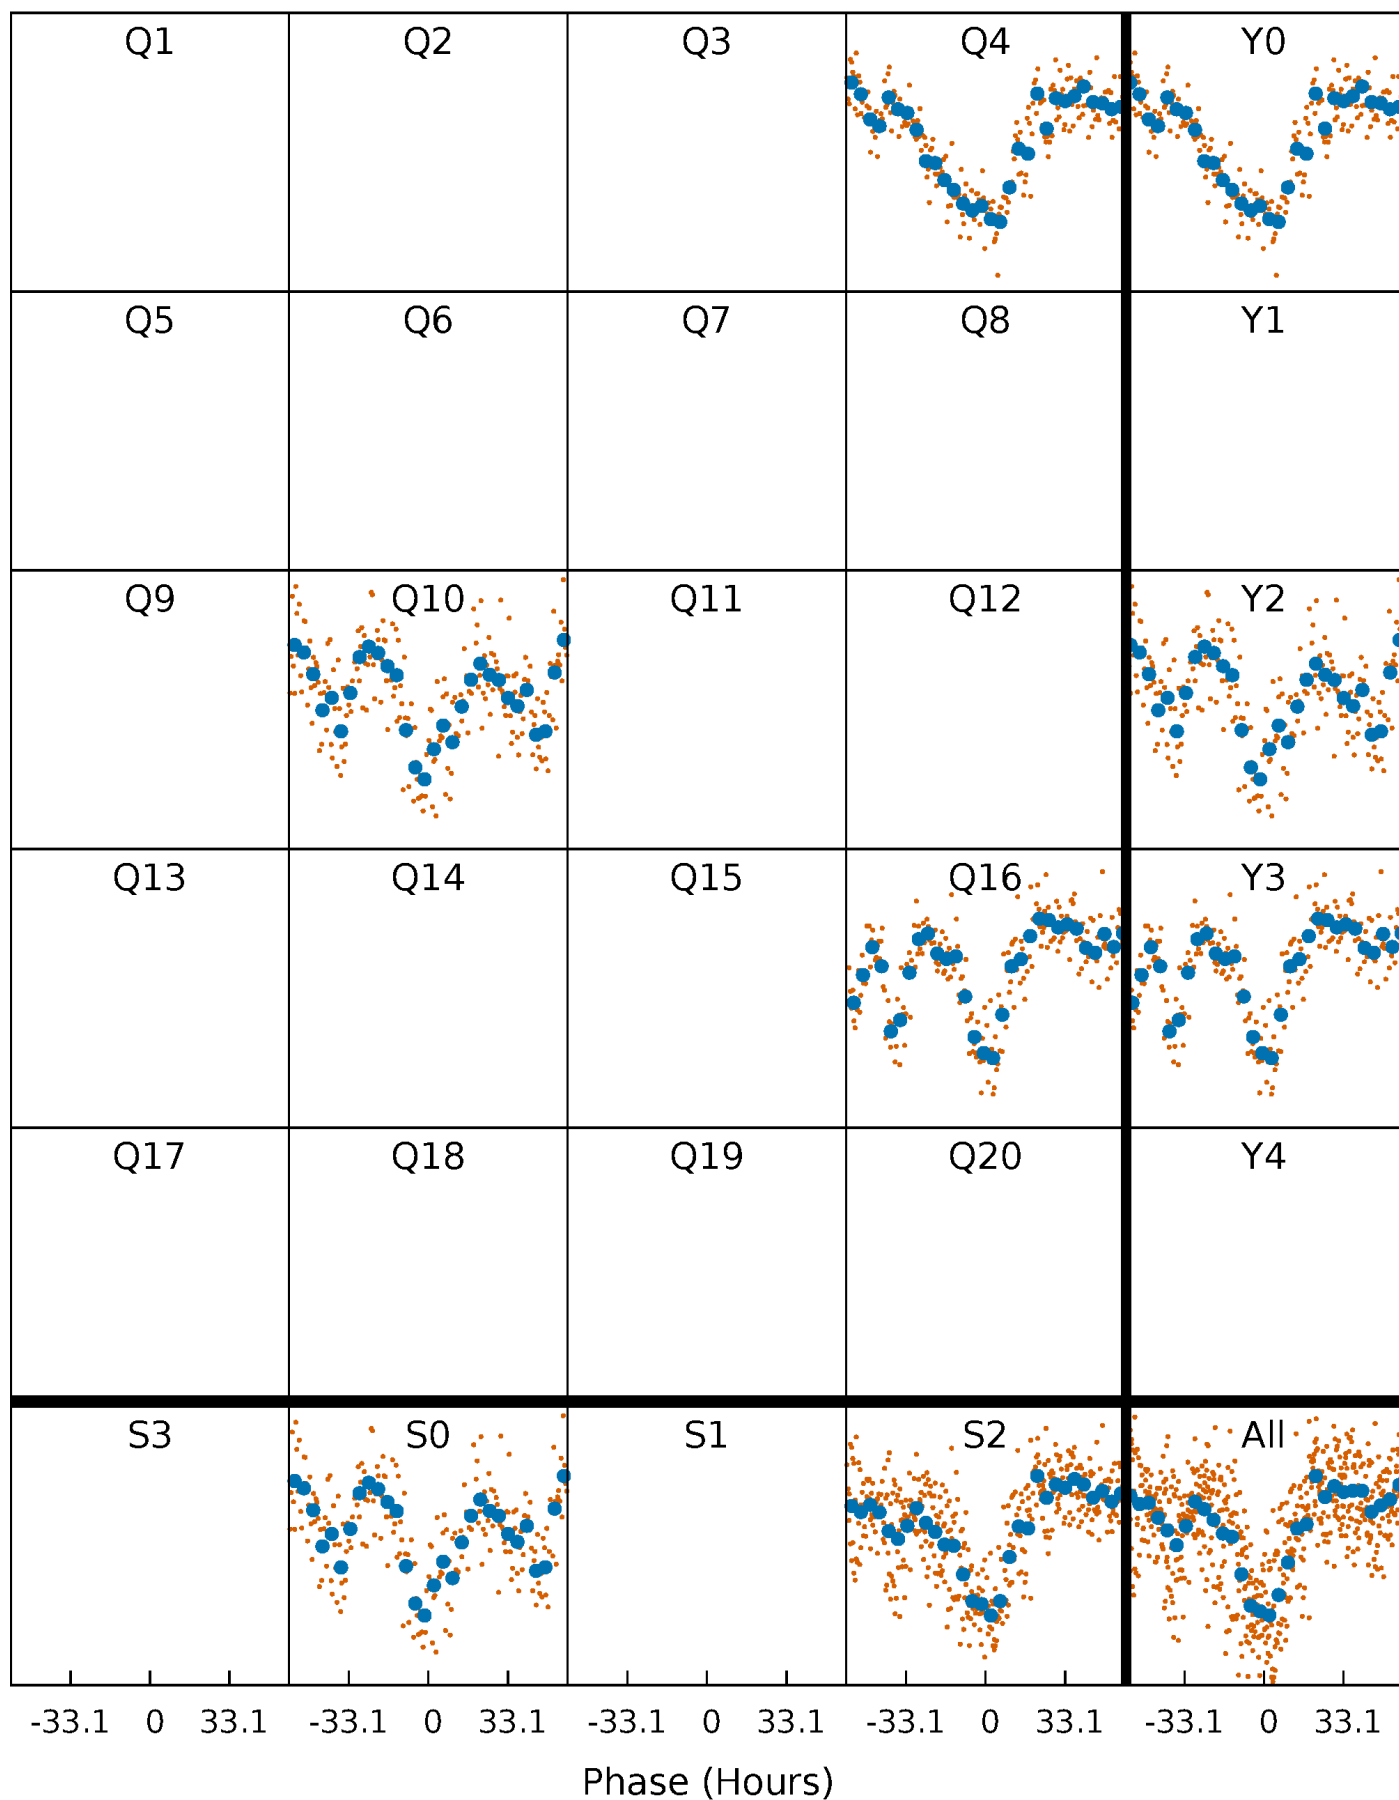 Q1 Q2 Q3 Q4 Y0
Q5 Q6 Q7 Q8 Y1
Q9 Q10 Q11 Q12 Y2
Q13 Q14 Q15 Q16 Y3
Q17 Q18 Q19 Q20 Y4
S3 S0 S1 S2 All
-33.1 0 33.1 -33.1 0 33.1 -33.1 0 33.1 -33.1 0 33.1 -33.1 0 33.1
Phase (Hours)